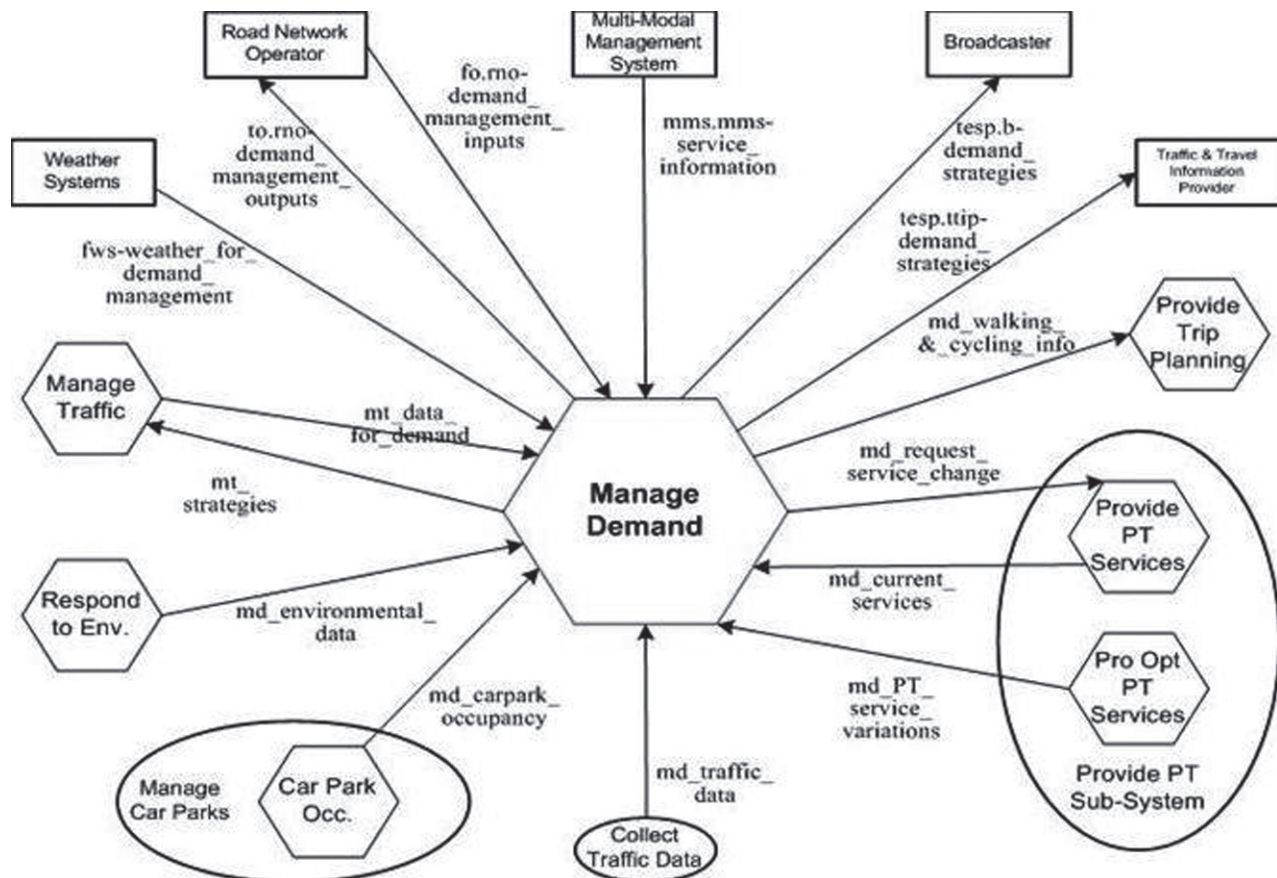 Road Network
Operator
Multi-Modal
Management
System
Broadcaster
fo.rno-
demand_
management_
inputs
to.rno-
demand_
management_
outputs
mms.mms-
service_
information
tesp.b-
demand_
strategies
Weather
Systems
Traffic & Travel
Information
Provider
tesp.ttip-
demand_
strategies
fws-weather_for_
demand_
management
md_walking_
&_cycling_info
Provide
Trip
Planning
Manage
Traffic
mt_data_
for_demand
mt_
strategies
Manage
Demand
md_request_
service_change
Provide
PT
Services
md_current_
services
Respond
to Env.
md_environmental_
data
Pro Opt
PT
Services
md_PT_
service_
variations
md_carpark_
occupancy
Manage
Car Parks
Car Park
Occ.
md_traffic_
data
Provide PT
Sub-System
Collect
Traffic Data